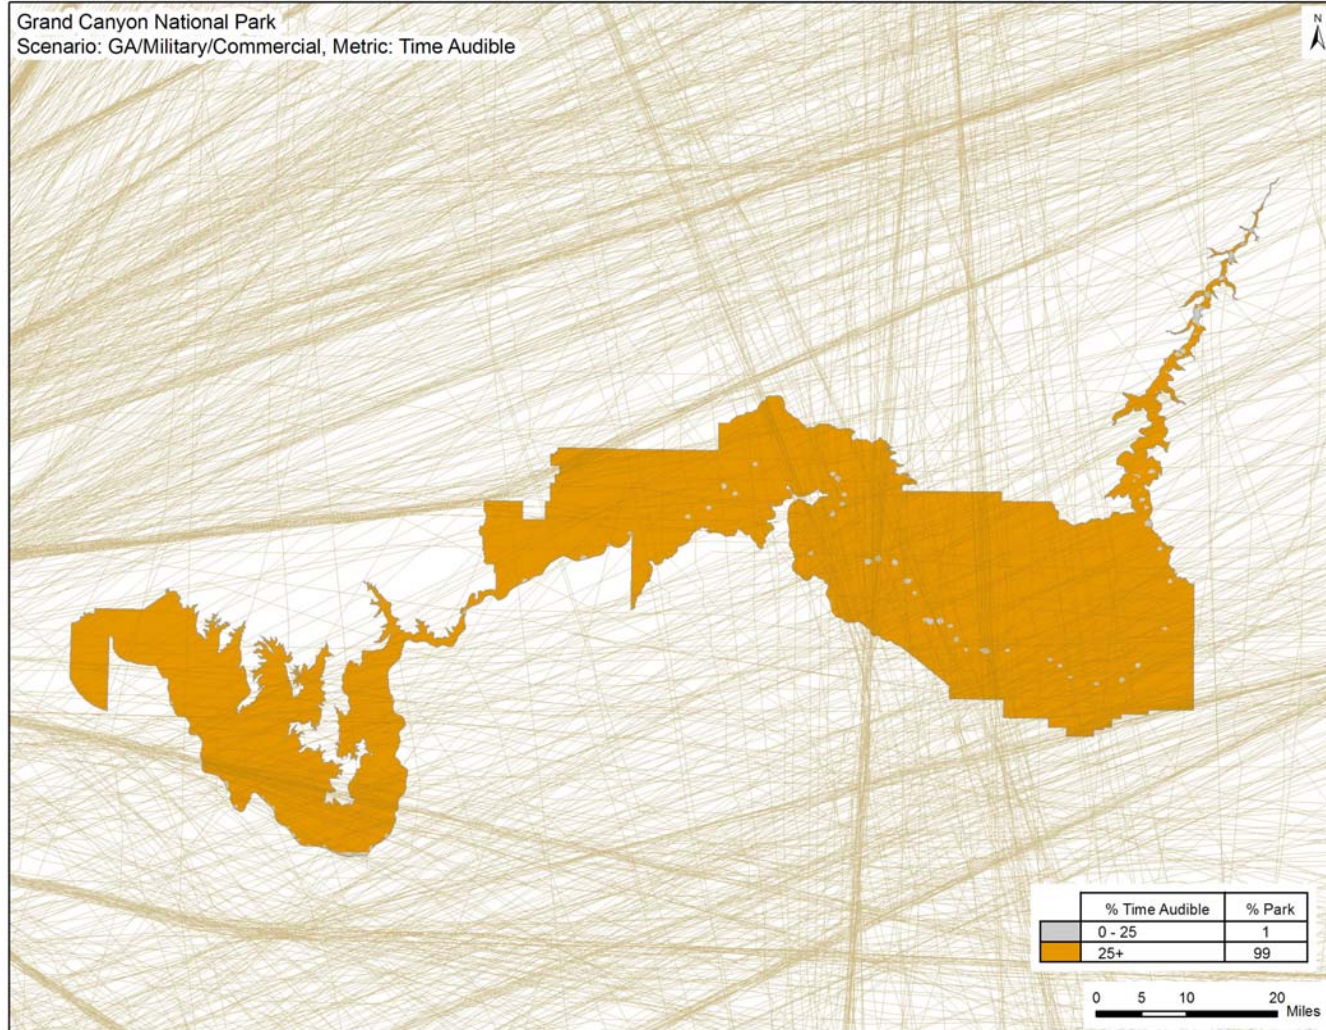 Grand Canyon National Park
Scenario: GA/Military/Commercial, Metric: Time Audible
N
% Time Audible % Park
0 - 25 1
25+ 99
0 5 10 20
Miles